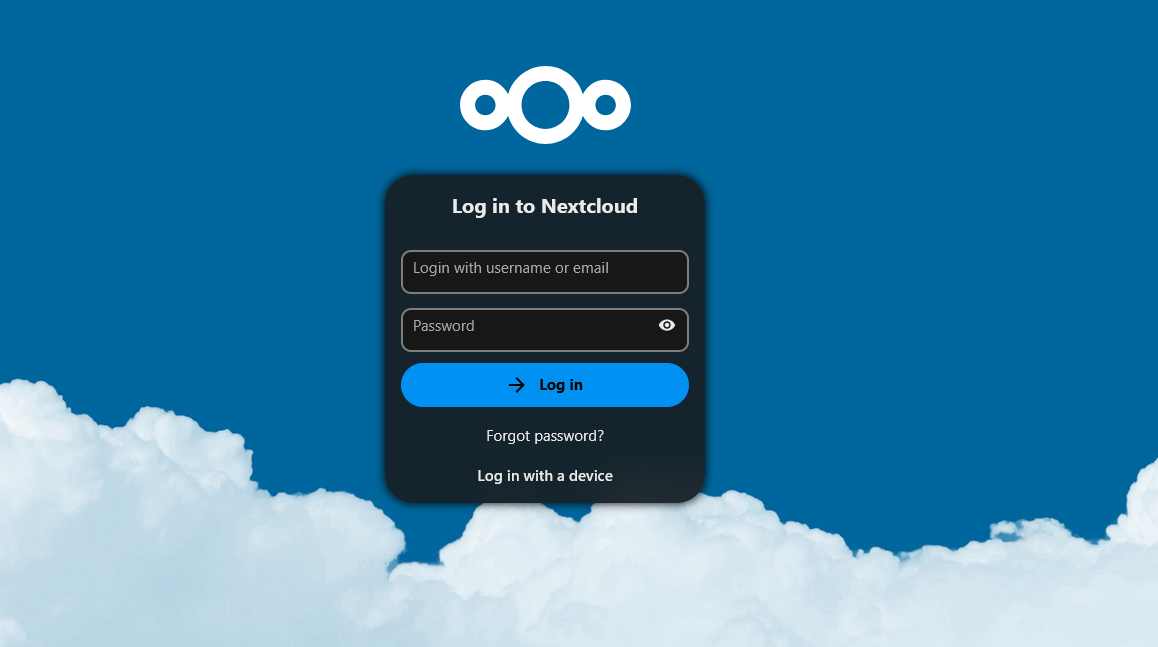 Log in to Nextcloud
Login with username or email
Password
Log in
Forgot password?
Log in with a device